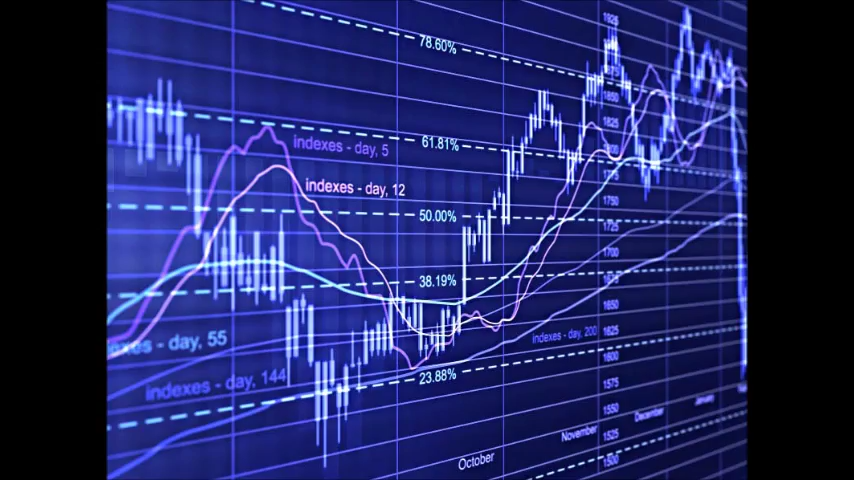 78.60%
61.81%
indexes - day, 5
indexes - day, 12
50.00%
38.19%
indexes - day, 55
indexes - day, 144
indexes - day, 200
23.88%
1925
1850
1825
1800
1775
1750
1725
1700
1675
1650
1625
1600
1575
1550
1525
1500
October
November
December
January